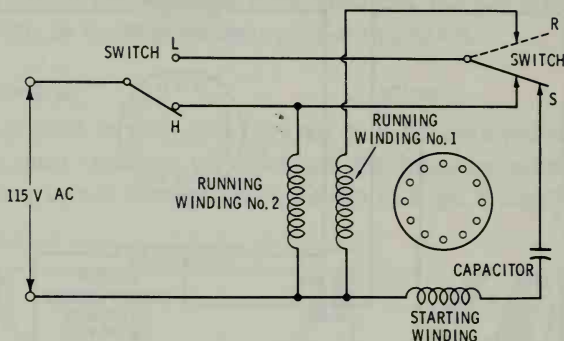 R
SWITCH
L
SWITCH
S
H
RUNNING
WINDING No. 1
RUNNING
WINDING No. 2
115 V AC
CAPACITOR
STARTING
WINDING